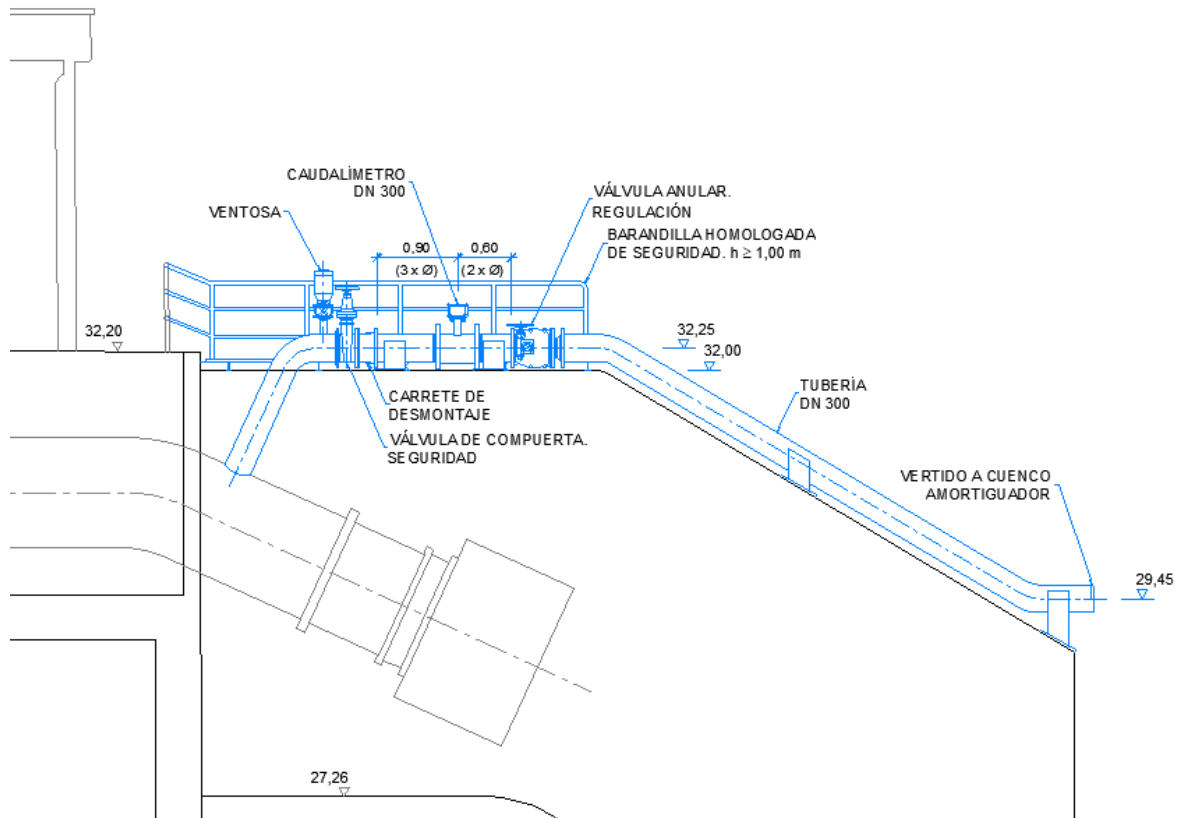 CAUDALÍMETRO
DN 300
VENTOSA
VÁLVULA ANULAR.
REGULACIÓN
BARANDILLA HOMOLOGADA
DE SEGURIDAD. h ≥ 1,00 m
0,90
(3 x Ø)
0,60
(2 x Ø)
32,20
32,25
32,00
CARRETE DE
DESMONTAJE
VÁLVULA DE COMPUERTA.
SEGURIDAD
TUBERÍA
DN 300
VERTIDO A CUENCO
AMORTIGUADOR
29,45
27,26